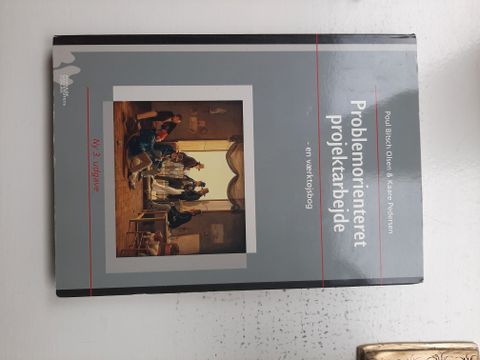 Poul Bitsch Olsen & Kaare Pedersen
Problemorienteret
projektarbejde
- en værktøjsbog
Ny 3. udgave